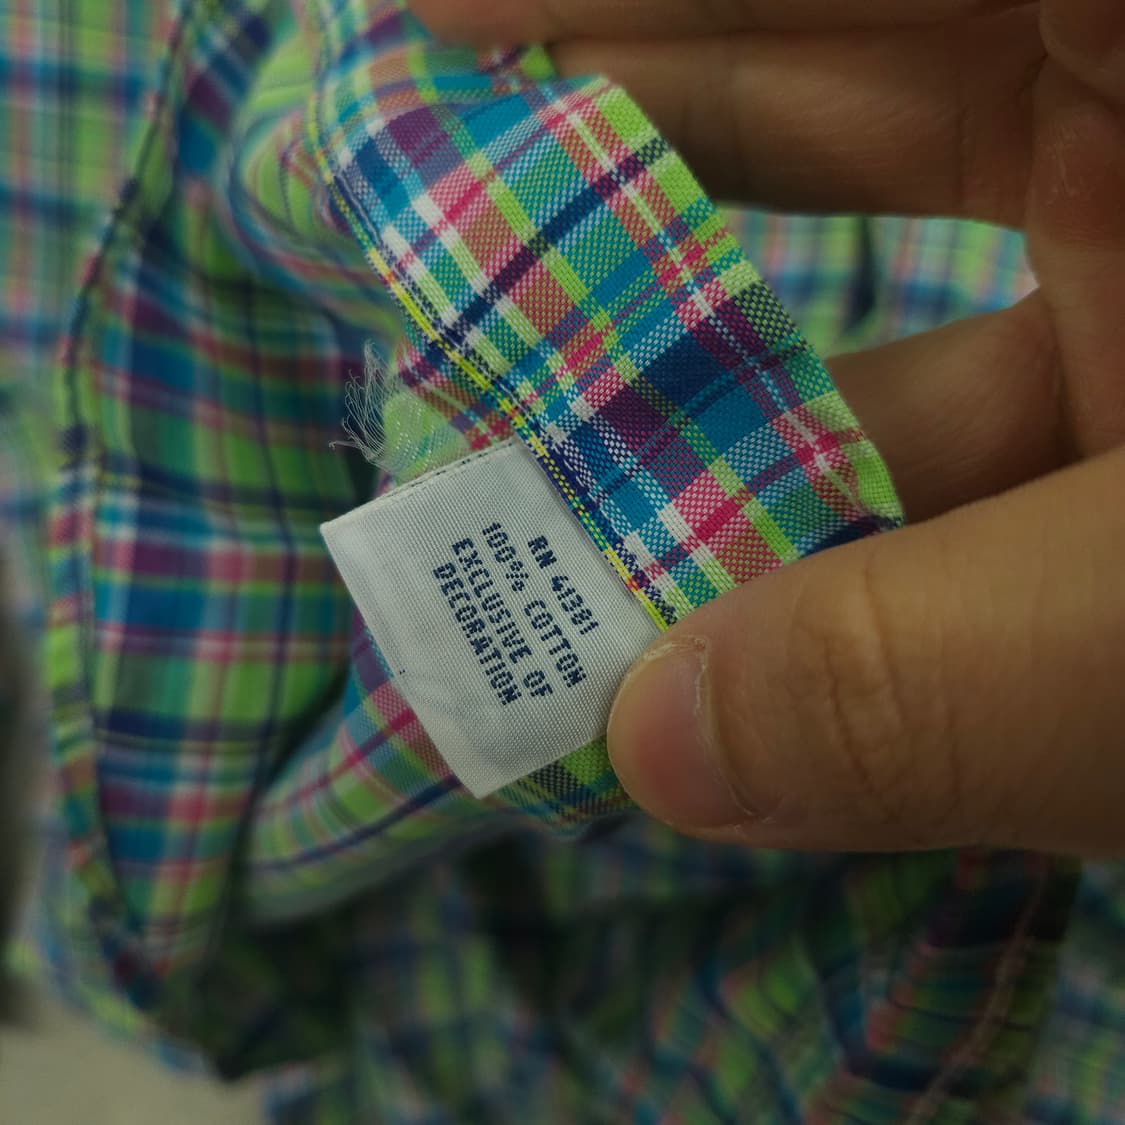 RN 41381
100% COTTON
EXCLUSIVE OF
DECORATION